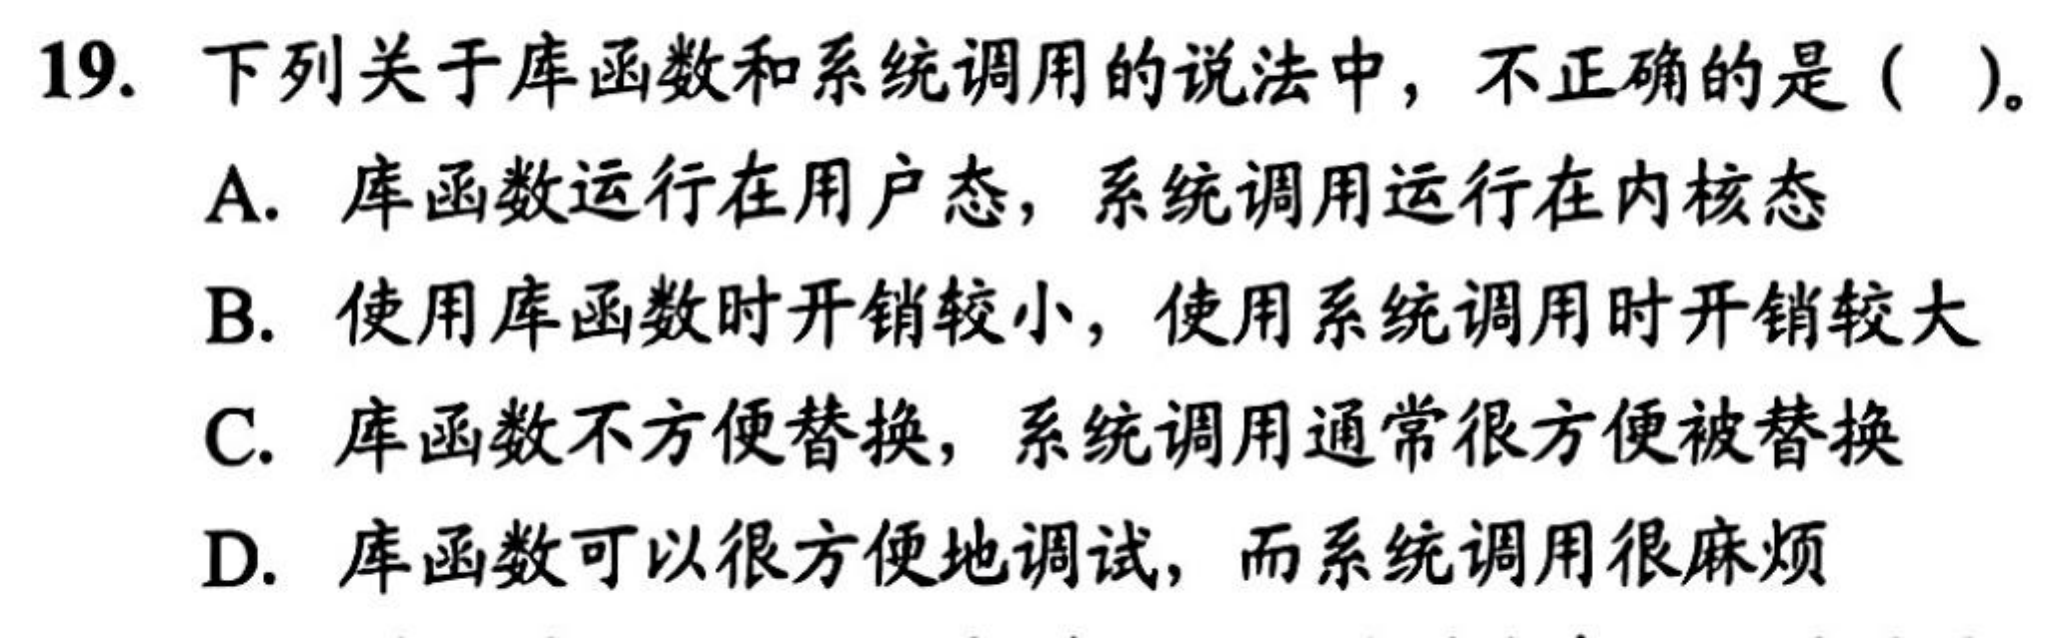 19. 下列关于库函数和系统调用的说法中，不正确的是（ ）。
A. 库函数运行在用户态，系统调用运行在内核态
B. 使用库函数时开销较小，使用系统调用时开销较大
C. 库函数不方便替换，系统调用通常很方便被替换
D. 库函数可以很方便地调试，而系统调用很麻烦